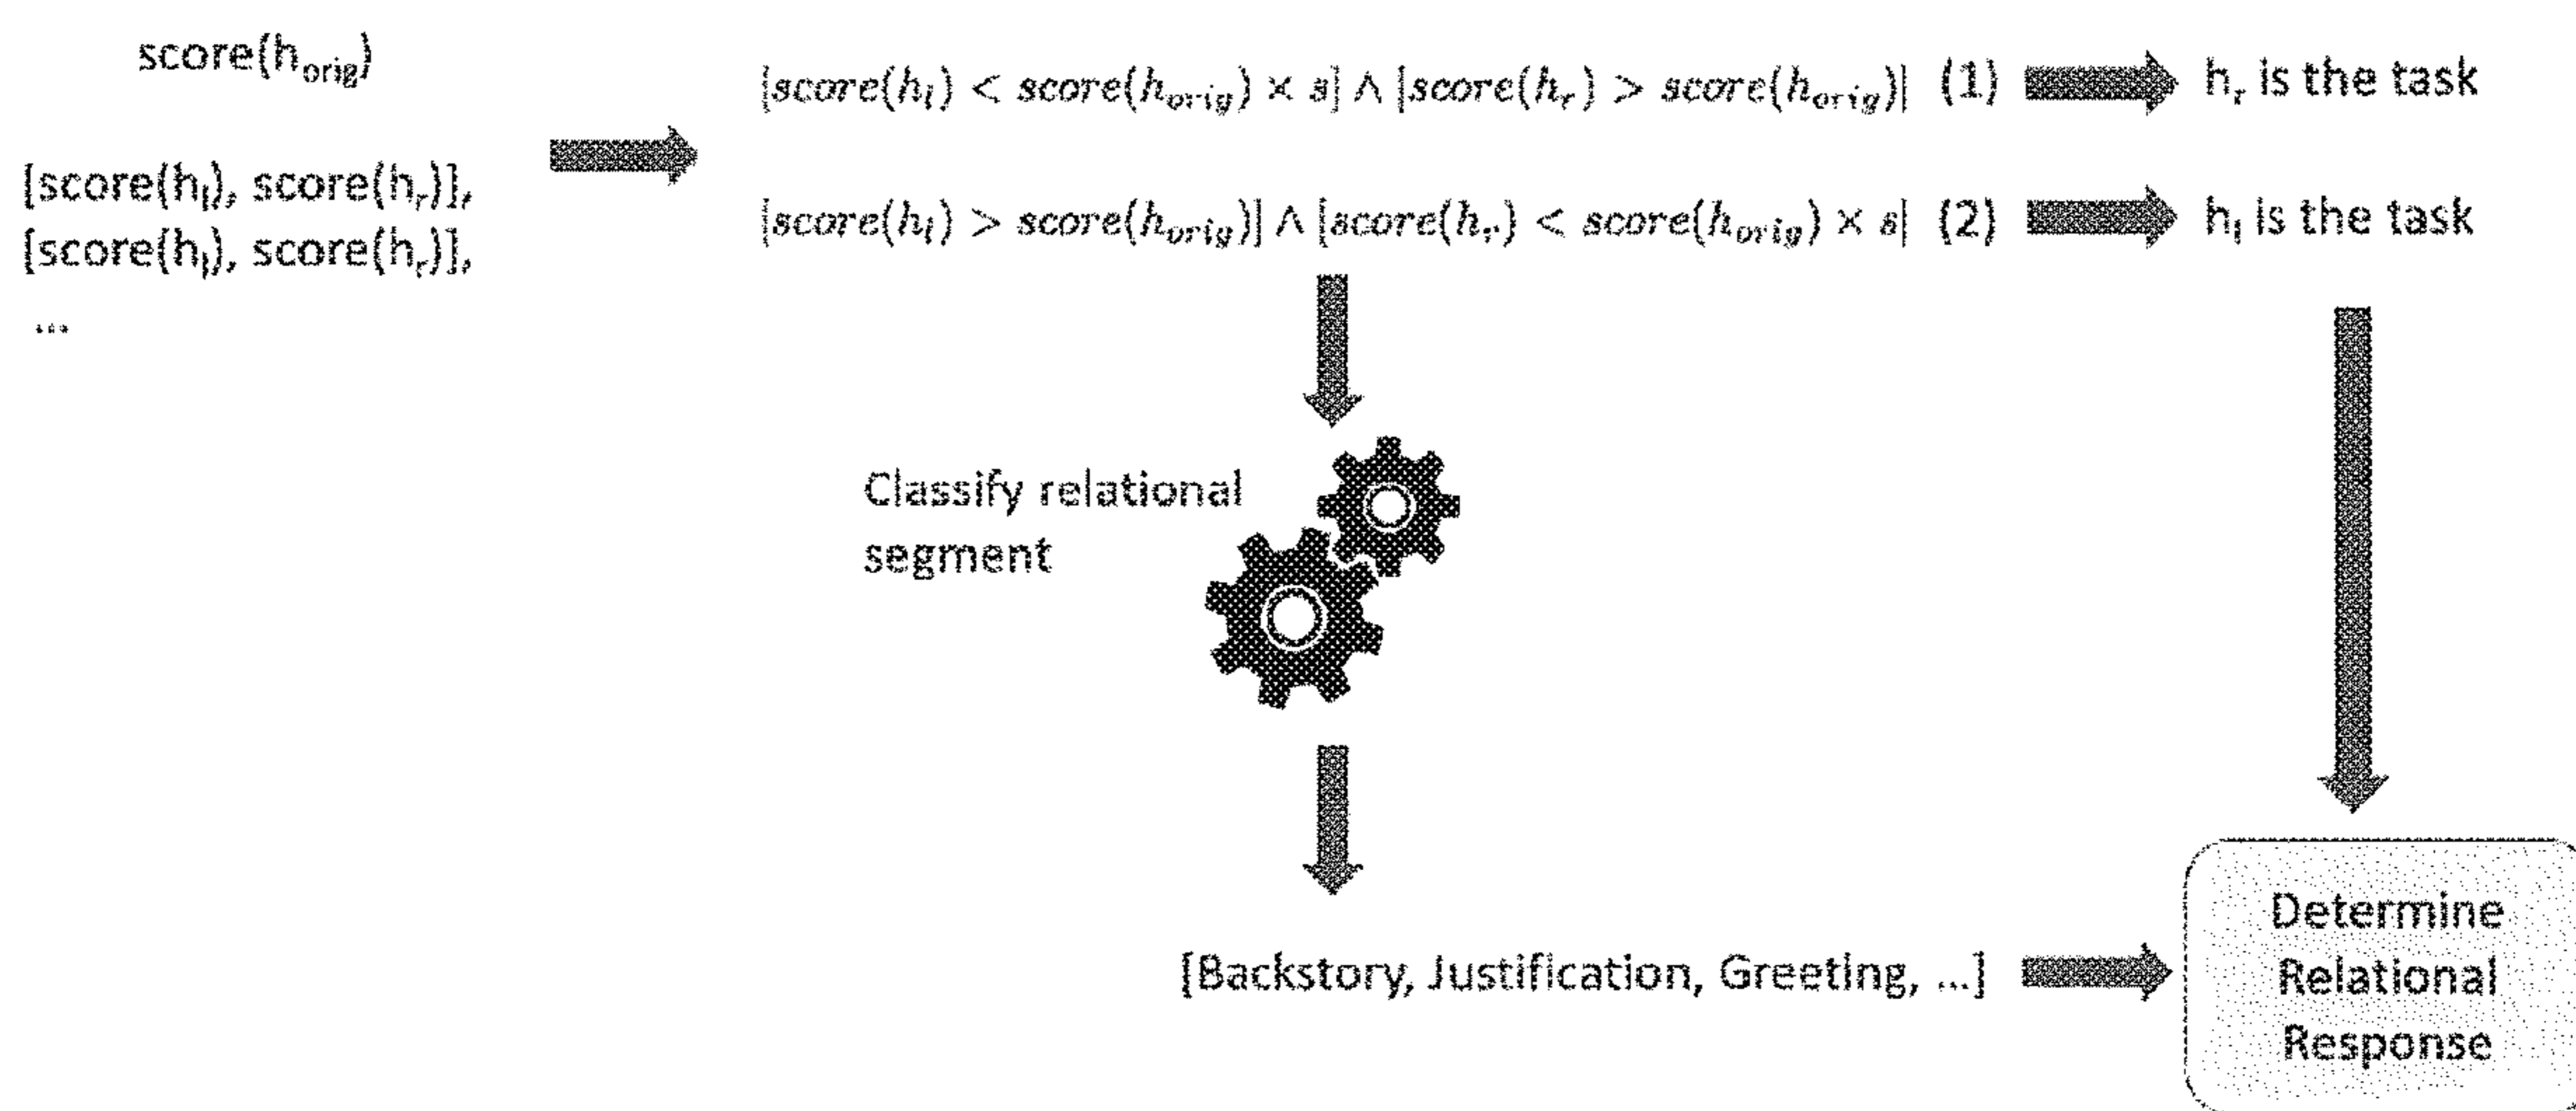 score(h_orig)
[score(h_l), score(h_r)],
[score(h_l), score(h_r)],
...
[score(h_l) < score(h_orig) × s] ∧ [score(h_r) > score(h_orig)] (1)
h_r is the task
[score(h_l) > score(h_orig)] ∧ [score(h_r) < score(h_orig) × s] (2)
h_l is the task
Classify relational
segment
[Backstory, Justification, Greeting, ...]
Determine
Relational
Response